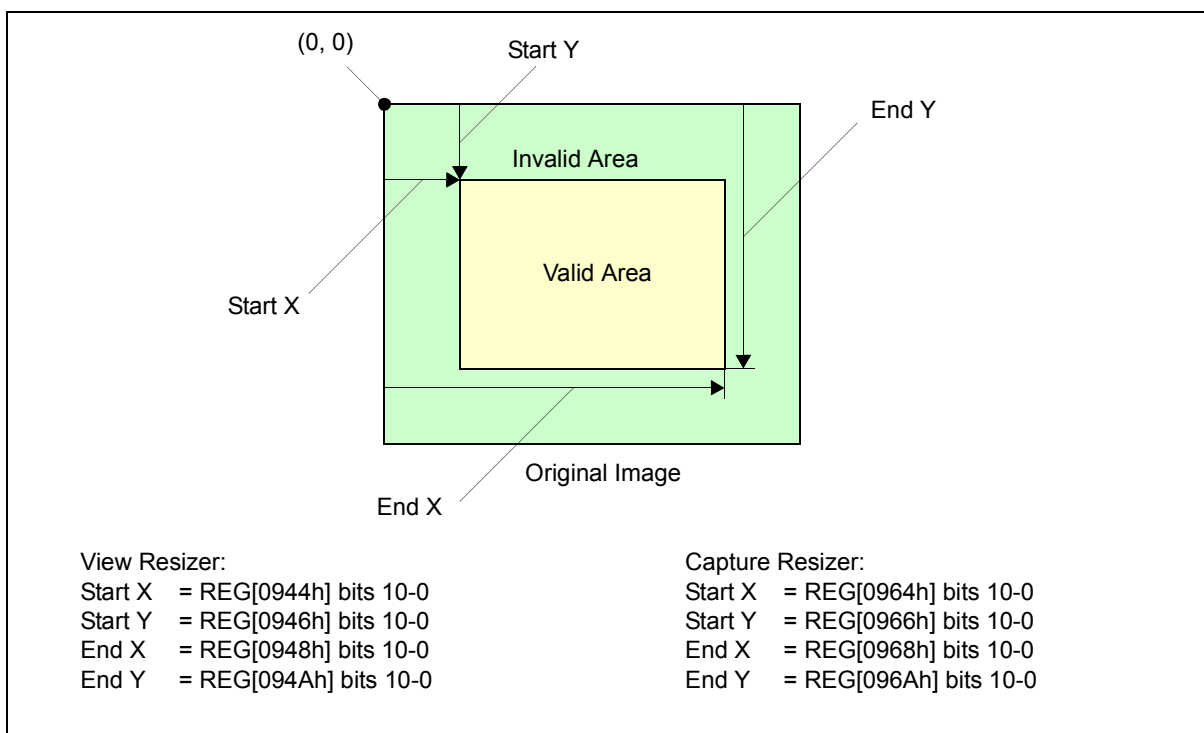 (0, 0)
Start Y
End Y
Invalid Area
Valid Area
Start X
Original Image
End X
View Resizer:
Start X = REG[0944h] bits 10-0
Start Y = REG[0946h] bits 10-0
End X = REG[0948h] bits 10-0
End Y = REG[094Ah] bits 10-0
Capture Resizer:
Start X = REG[0964h] bits 10-0
Start Y = REG[0966h] bits 10-0
End X = REG[0968h] bits 10-0
End Y = REG[096Ah] bits 10-0